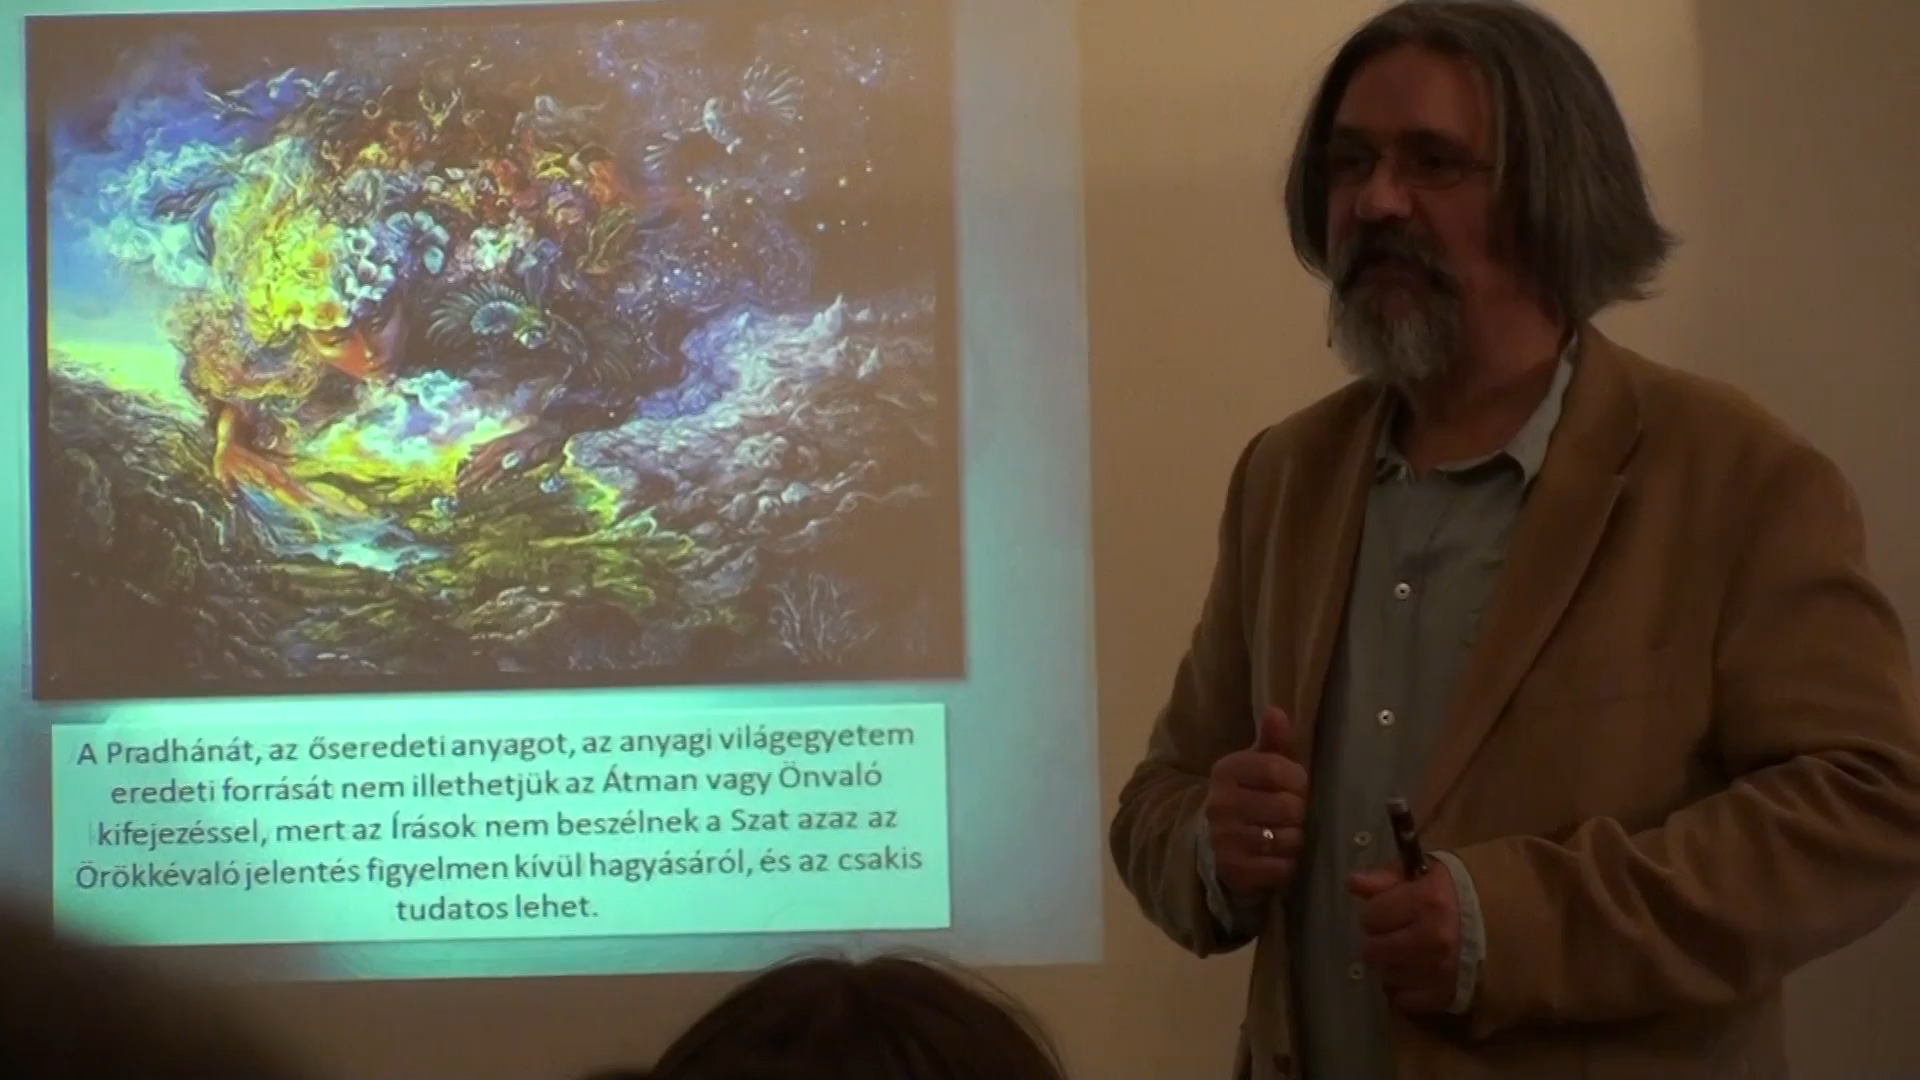 A Pradhánát, az őseredeti anyagot, az anyagi világegyetem
eredeti forrását nem illethetjük az Átman vagy Önvaló
kifejezéssel, mert az Írások nem beszélnek a Szat azaz az
Örökkévaló jelentés figyelmen kívül hagyásáról, és az csakis
tudatos lehet.